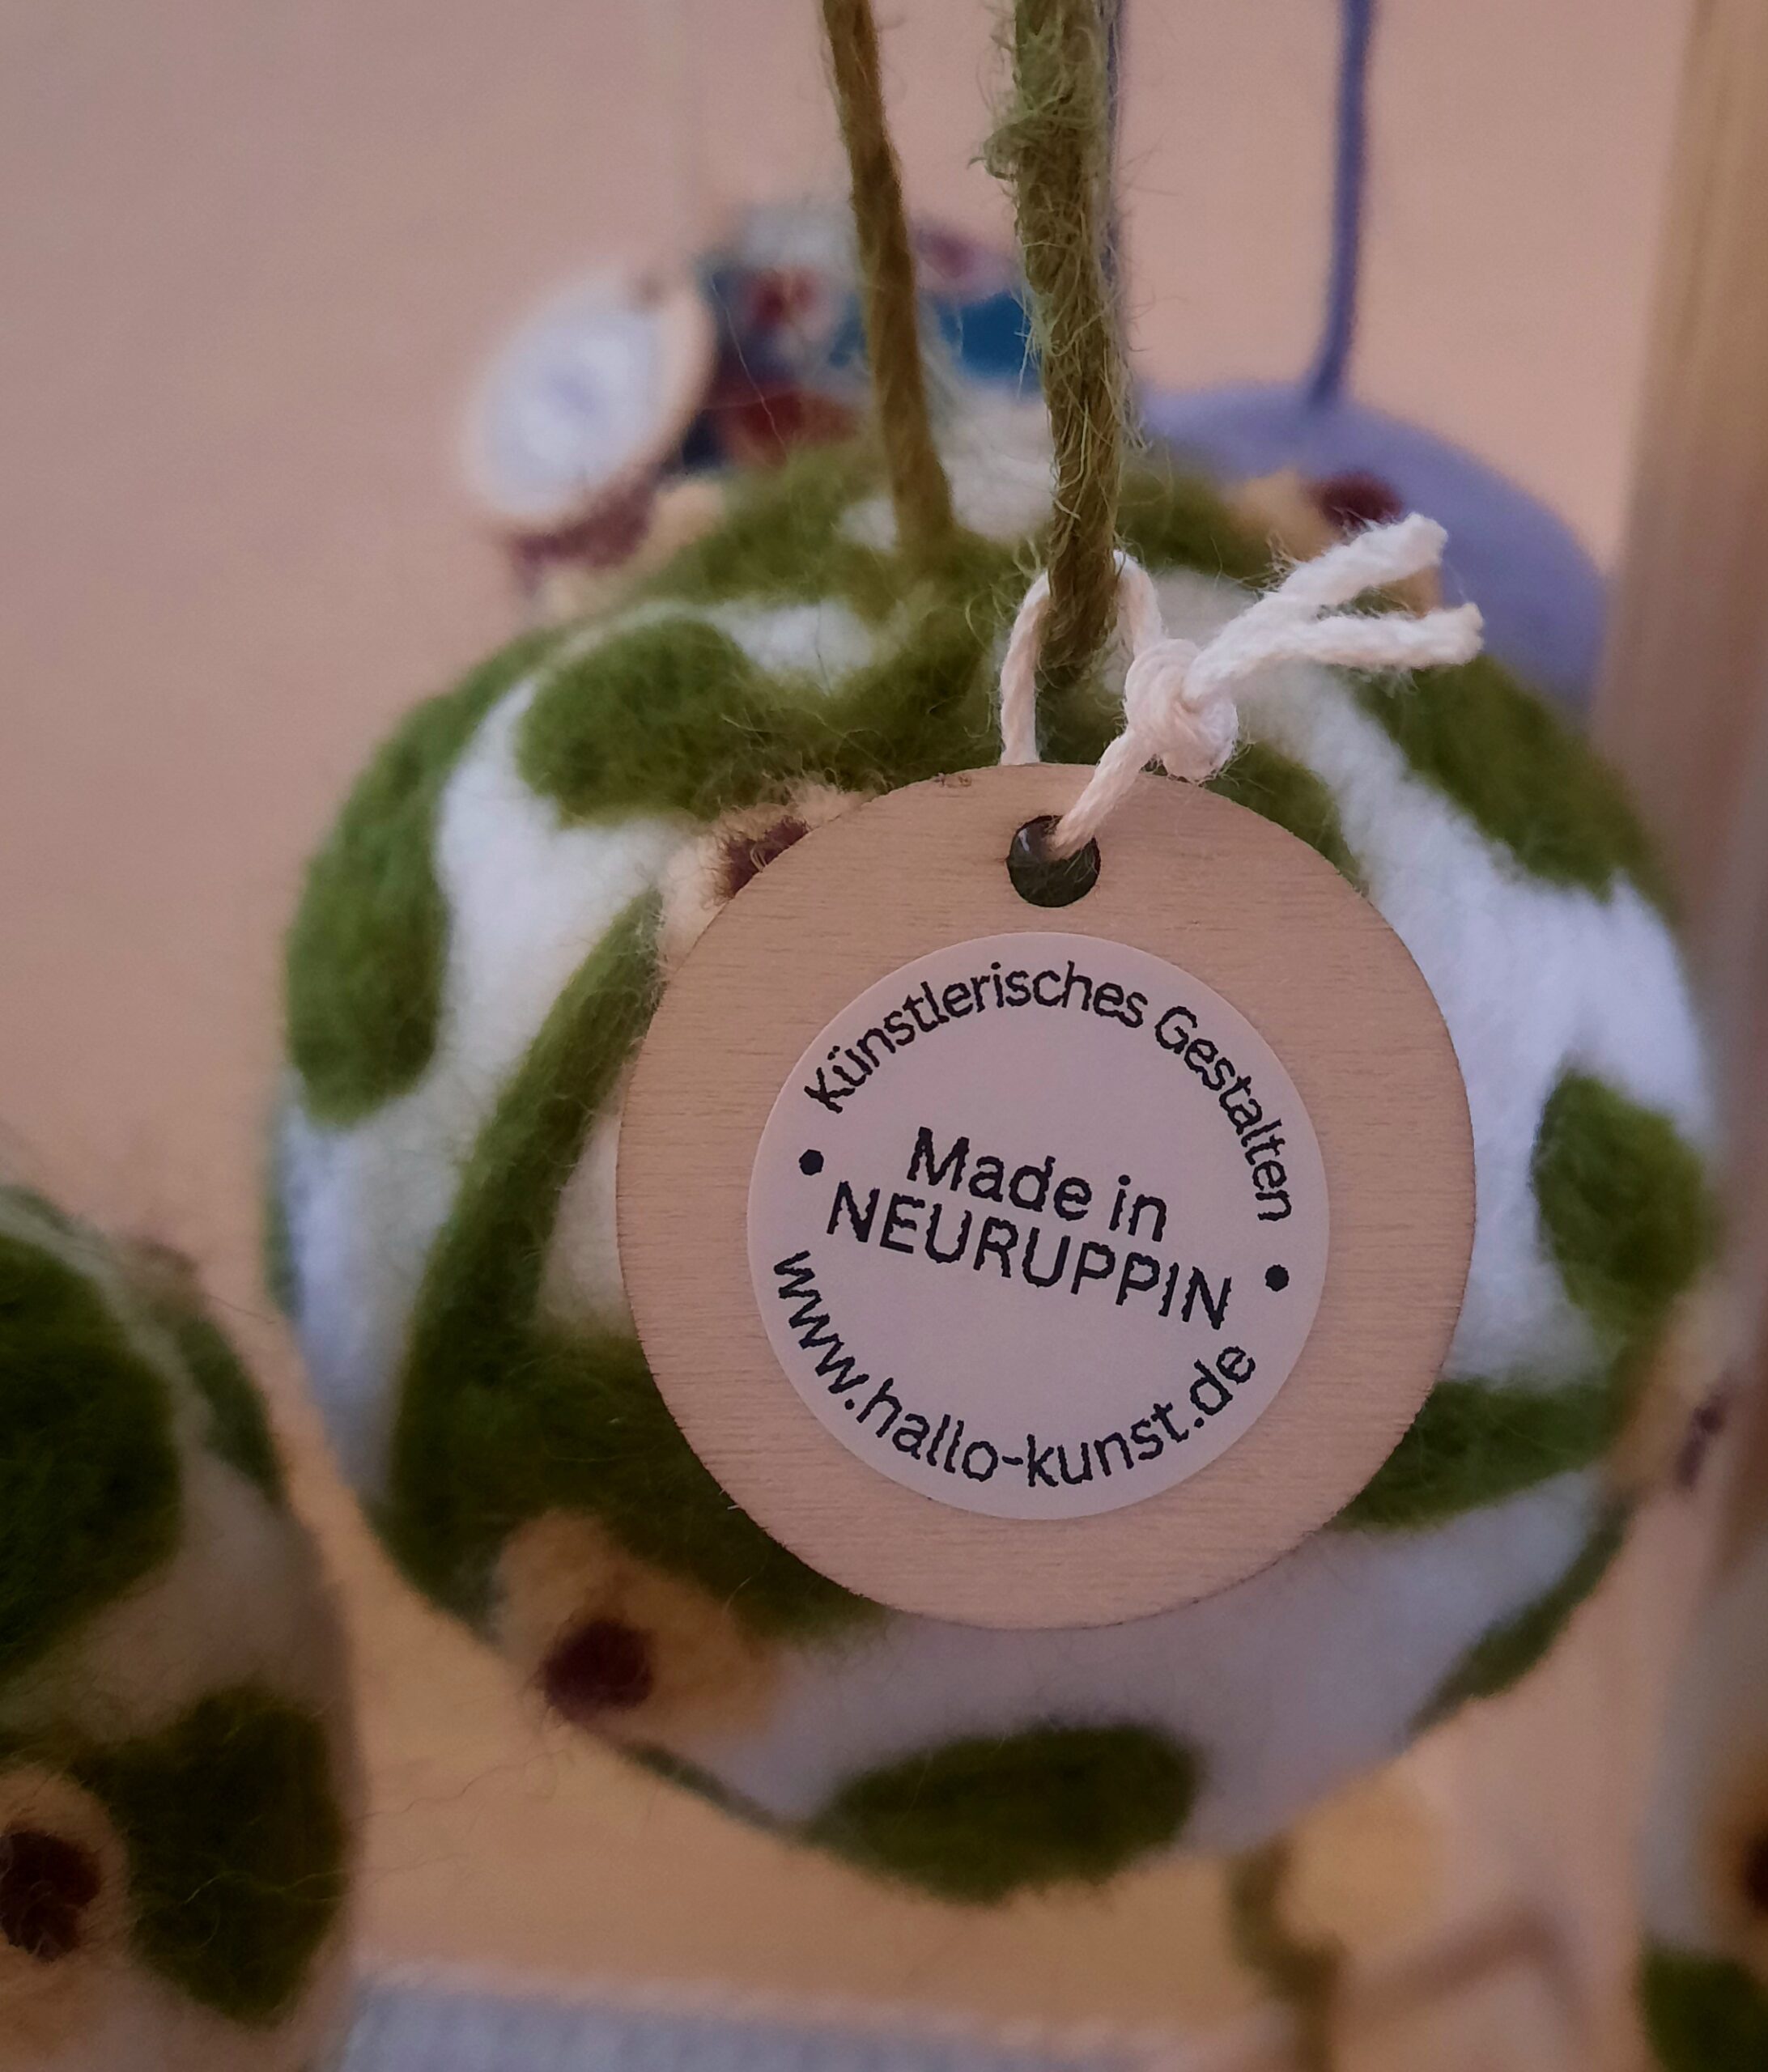 Künstlerisches Gestalten
Made in
NEURUPPIN
www.hallo-kunst.de